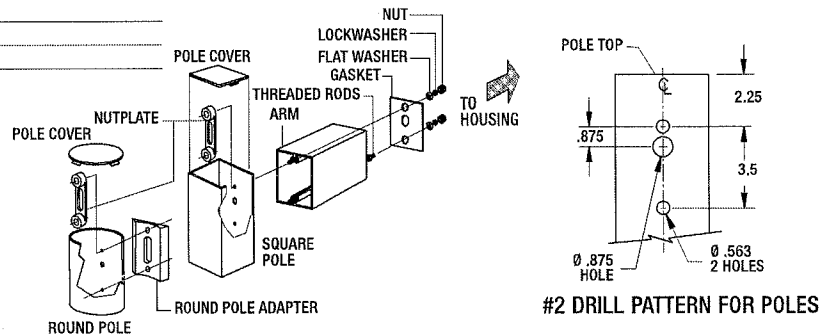 NUT
LOCKWASHER
FLAT WASHER
GASKET
POLE COVER
THREADED RODS
ARM
TO
HOUSING
NUTPLATE
POLE COVER
SQUARE
POLE
ROUND POLE ADAPTER
ROUND POLE
POLE TOP
℄
2.25
.875
3.5
Ø .875
HOLE
Ø .563
2 HOLES
#2 DRILL PATTERN FOR POLES